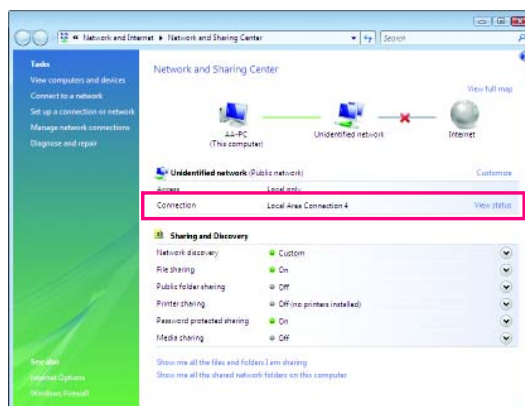 Network and Internet Network and Sharing Center Search
Tasks
View computers and devices
Connect to a network
Set up a connection or network
Manage network connections
Diagnose and repair
See also
Internet Options
Windows Firewall
Network and Sharing Center
View full map
AA-PC
(This computer)
Unidentified network
Internet
Unidentified network (Public network) Customize
Access Local only
Connection Local Area Connection 4 View status
Sharing and Discovery
Network discovery Custom
File sharing On
Public folder sharing Off
Printer sharing Off (no printers installed)
Password protected sharing On
Media sharing Off
Show me all the files and folders I am sharing
Show me all the shared network folders on this computer